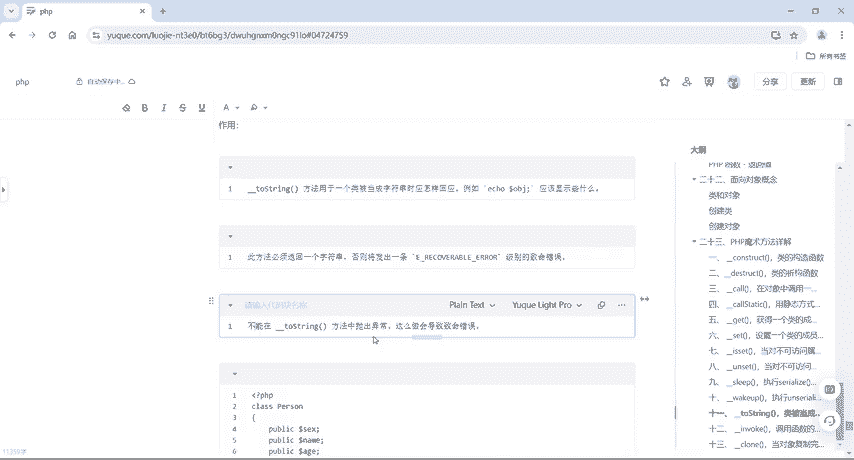 php
yuque.com/luojie-nt3e0/bt6bg3/dwuhgnxm0ngc91lo#04724759
所有书签
php
自动保存中...
分享
更新
B I S U A
作用：
1 __toString() 方法用于一个类被当成字符串时应怎样回应。例如 `echo $obj;` 应该显示些什么。
1 此方法必须返回一个字符串，否则将发出一条 `E_RECOVERABLE_ERROR` 级别的致命错误。
请输入代码块名称
Plain Text
Yuque Light Pro
1 不能在 __toString() 方法中抛出异常。这么做会导致致命错误。
1 <?php
2 class Person
3 {
4 public $sex;
5 public $name;
6 public $age;
大纲
PHP 函数 - 返回值
二十二、面向对象概念
类和对象
创建类
创建对象
二十三、PHP魔术方法详解
一、 __construct()，类的构造函数
二、__destruct()，类的析构函数
三、 __call()，在对象中调用一...
四、 __callStatic()，用静态方式...
五、 __get()，获得一个类的成...
六、 __set()，设置一个类的成员...
七、 __isset()，当对不可访问属...
八、 __unset()，当对不可访问...
九、 __sleep()，执行serialize()...
十、 __wakeup()，执行unseriali...
十一、 __toString()，类被当成...
十二、 __invoke()，调用函数的...
十三、 __clone()，当对象复制完...